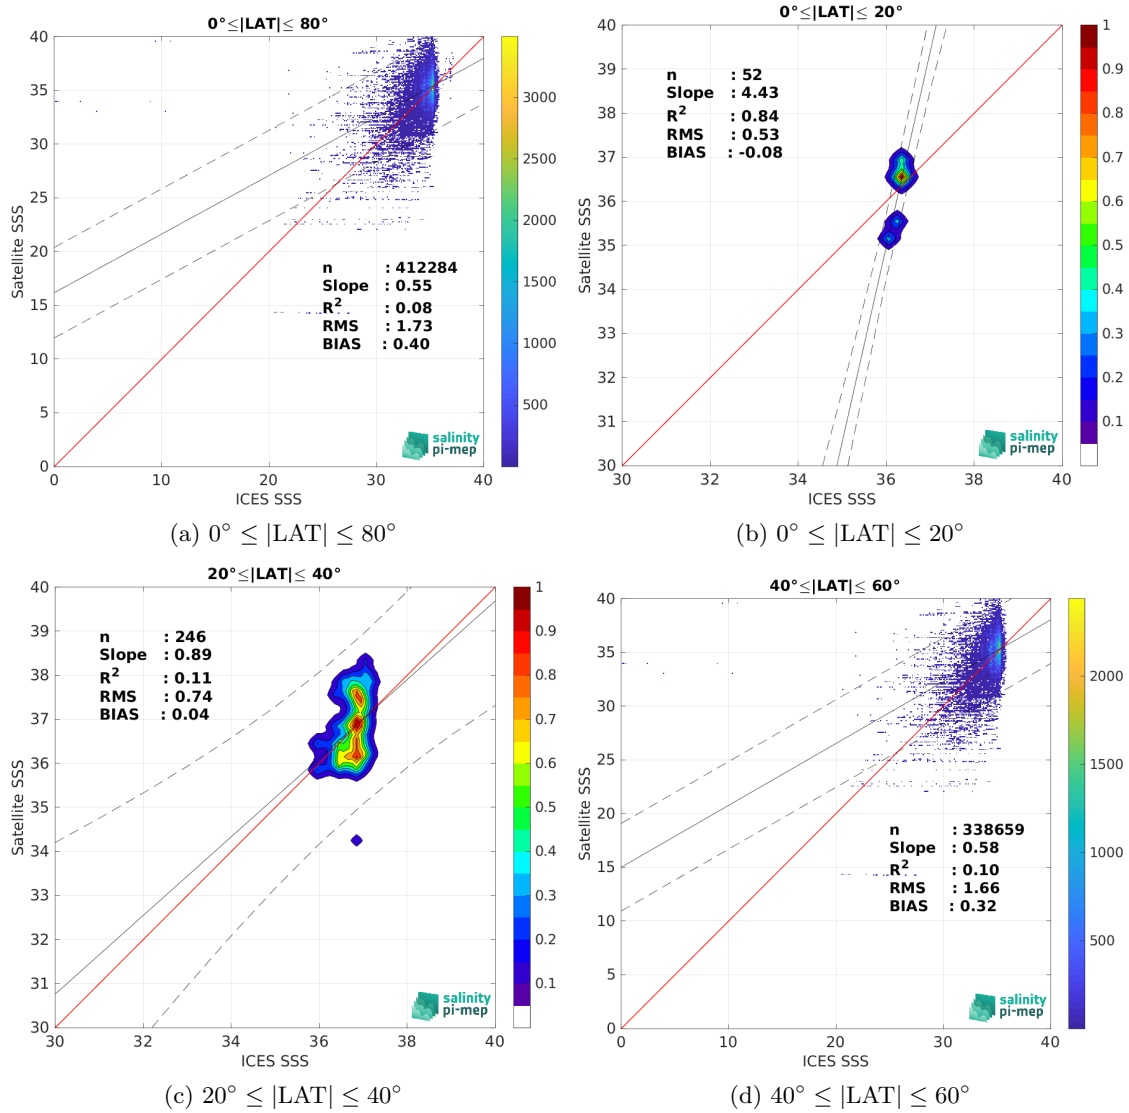 0°≤|LAT|≤ 80°
Satellite SSS
40
35
30
25
20
15
10
5
0
0 10 20 30 40
ICES SSS
n : 412284
Slope : 0.55
R² : 0.08
RMS : 1.73
BIAS : 0.40
salinity
pi-mep
3000
2500
2000
1500
1000
500
(a) 0° ≤ |LAT| ≤ 80°
0°≤|LAT|≤ 20°
Satellite SSS
40
39
38
37
36
35
34
33
32
31
30
30 32 34 36 38 40
ICES SSS
n : 52
Slope : 4.43
R² : 0.84
RMS : 0.53
BIAS : -0.08
salinity
pi-mep
1
0.9
0.8
0.7
0.6
0.5
0.4
0.3
0.2
0.1
(b) 0° ≤ |LAT| ≤ 20°
20°≤|LAT|≤ 40°
Satellite SSS
40
39
38
37
36
35
34
33
32
31
30
30 32 34 36 38 40
ICES SSS
n : 246
Slope : 0.89
R² : 0.11
RMS : 0.74
BIAS : 0.04
salinity
pi-mep
1
0.9
0.8
0.7
0.6
0.5
0.4
0.3
0.2
0.1
(c) 20° ≤ |LAT| ≤ 40°
40°≤|LAT|≤ 60°
Satellite SSS
40
35
30
25
20
15
10
5
0
0 10 20 30 40
ICES SSS
n : 338659
Slope : 0.58
R² : 0.10
RMS : 1.66
BIAS : 0.32
salinity
pi-mep
2000
1500
1000
500
(d) 40° ≤ |LAT| ≤ 60°